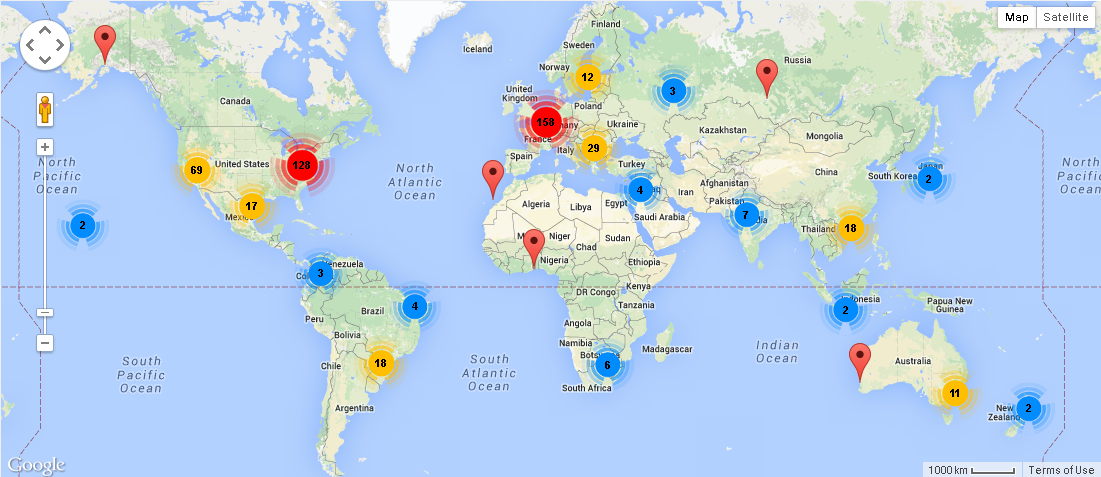 Map
Satellite
Finland
Iceland
Sweden
Russia
Norway
12
3
Canada
United
Kingdom
Poland
158
many
Ukraine
France
Kazakhstan
29
Mongolia
Italy
Spain
Turkey
North
Pacific
Ocean
69
United States
128
North
Atlantic
Ocean
Japan
North
Pacific
Ocean
China
South Korea
2
Afghanistan
4
Iraq
Iran
Pakistan
Algeria
Libya
Egypt
Saudi Arabia
17
Mexico
2
7
India
Thailand
18
Niger
Sudan
Chad
Nigeria
Ethiopia
3
Venezuela
Co
Kenya
DR Congo
4
Indonesia
2
Papua New
Guinea
Tanzania
Peru
Brazil
Angola
Bolivia
Namibia
Botswana
Madagascar
Indian
Ocean
South
Pacific
Ocean
South
Atlantic
Ocean
18
6
Chile
Australia
South Africa
11
Argentina
New
Zealand
2
Google
1000 km
Terms of Use